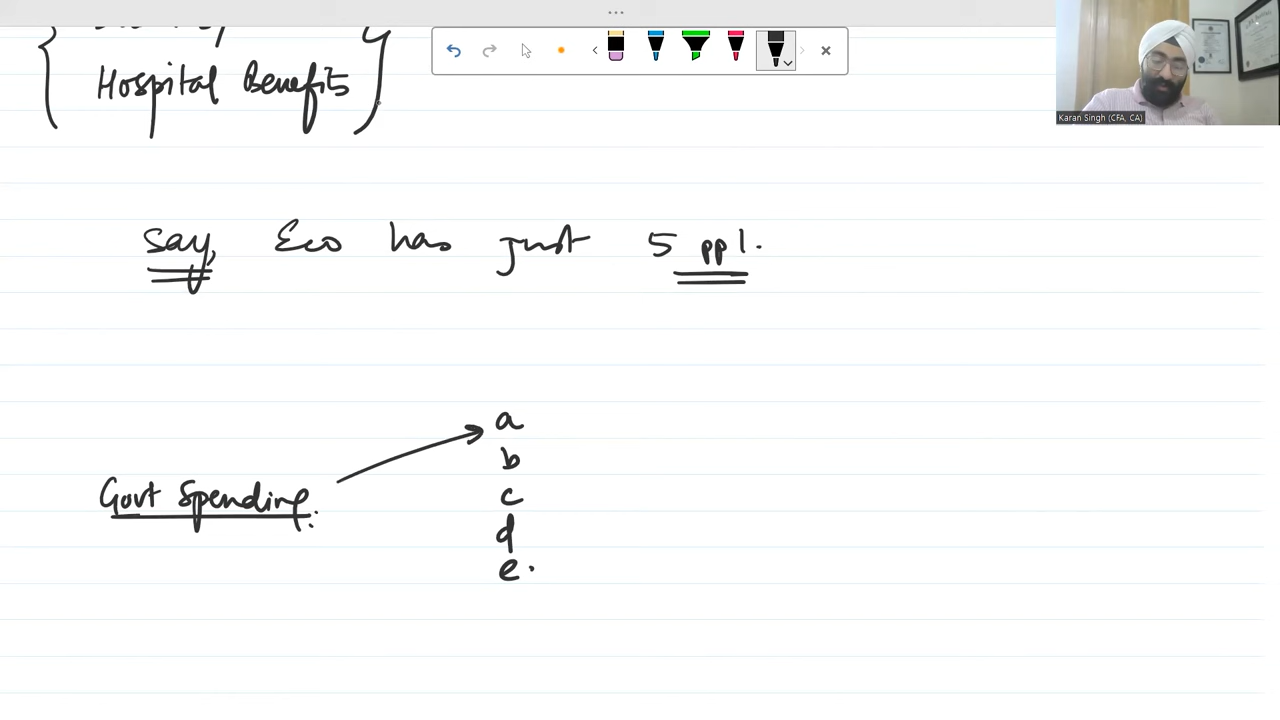 Karan Singh (CFA, CA)
Hospital Benefits
Say, Eco has just 5 ppl.
a
b
Govt Spending:
c
d
e.